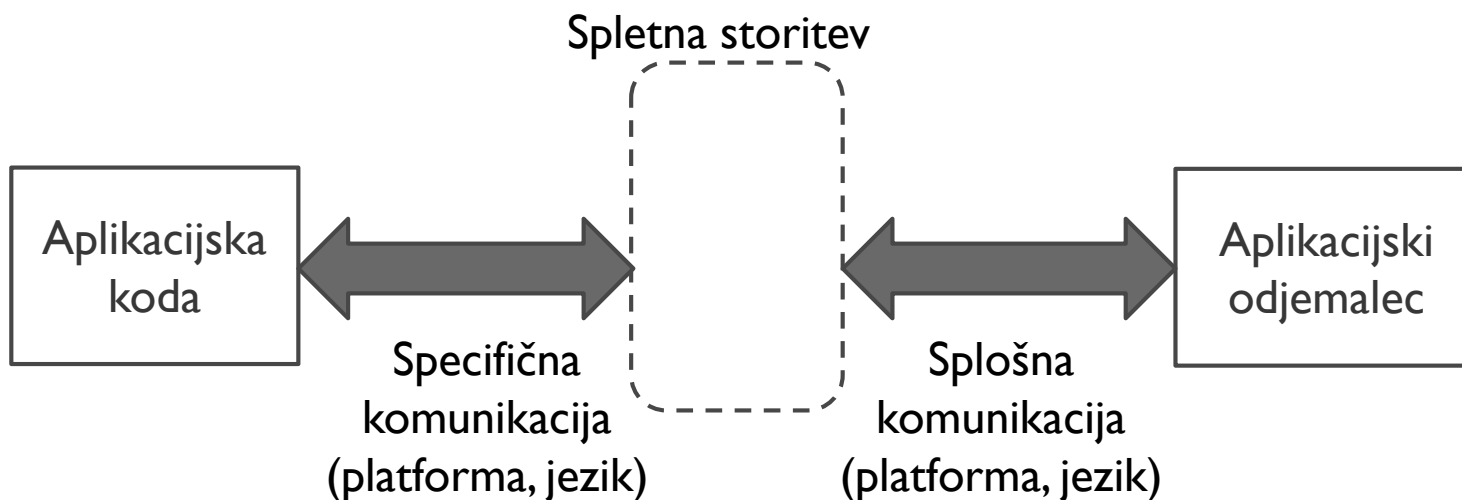 Spletna storitev
Aplikacijska
koda
Aplikacijski
odjemalec
Specifična
komunikacija
(platforma, jezik)
Splošna
komunikacija
(platforma, jezik)